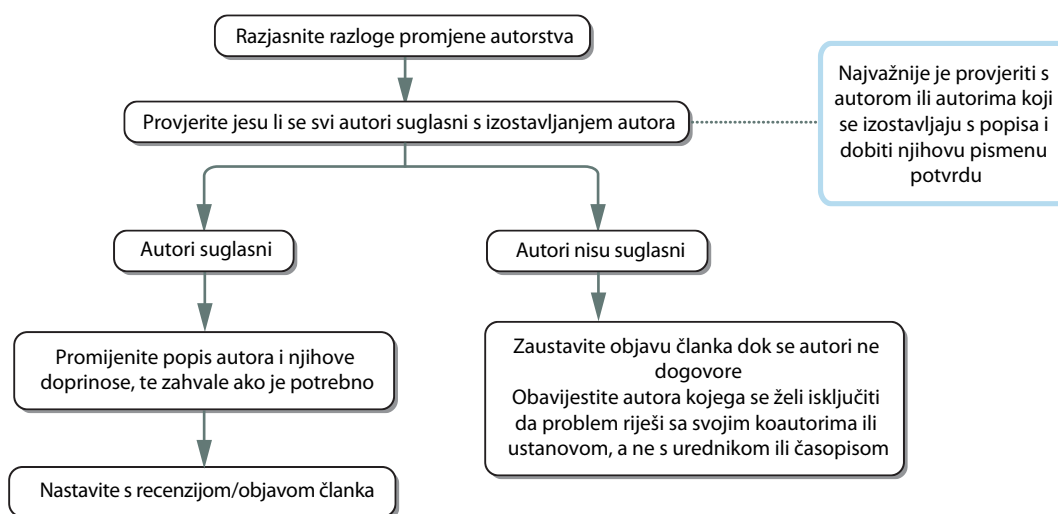 Razjasnite razloge promjene autorstva
Provjerite jesu li se svi autori suglasni s izostavljanjem autora
Najvažnije je provjeriti s
autorom ili autorima koji
se izostavljaju s popisa i
dobiti njihovu pismenu
potvrdu
Autori suglasni
Autori nisu suglasni
Promijenite popis autora i njihove
doprinose, te zahvale ako je potrebno
Zaustavite objavu članka dok se autori ne
dogovore
Obavijestite autora kojega se želi isključiti
da problem riješi sa svojim koautorima ili
ustanovom, a ne s urednikom ili časopisom
Nastavite s recenzijom/objavom članka